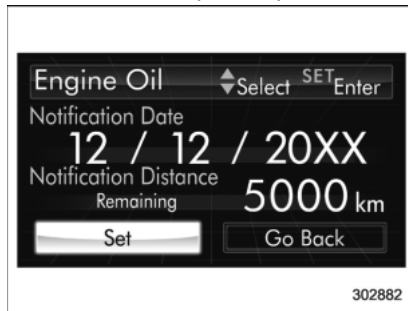 Engine Oil Select SET Enter
Notification Date
12 / 12 / 20XX
Notification Distance
Remaining 5000 km
Set Go Back
302882